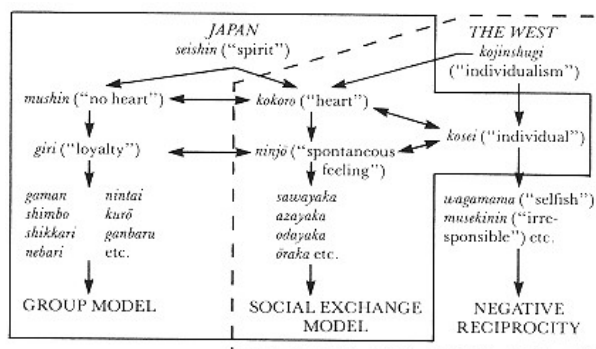 JAPAN
seishin (“spirit”)
THE WEST
kojinshugi
(“individualism”)
mushin (“no heart”)
kokoro (“heart”)
kosei (“individual”)
giri (“loyalty”)
ninjō (“spontaneous
feeling”)
gaman nintai
shimbo kurō
shikkari ganbaru
nebari etc.
sawayaka
azayaka
odayaka
ōraka etc.
wagamama (“selfish”)
musekinin (“irre-
sponsible”) etc.
GROUP MODEL
SOCIAL EXCHANGE
MODEL
NEGATIVE
RECIPROCITY